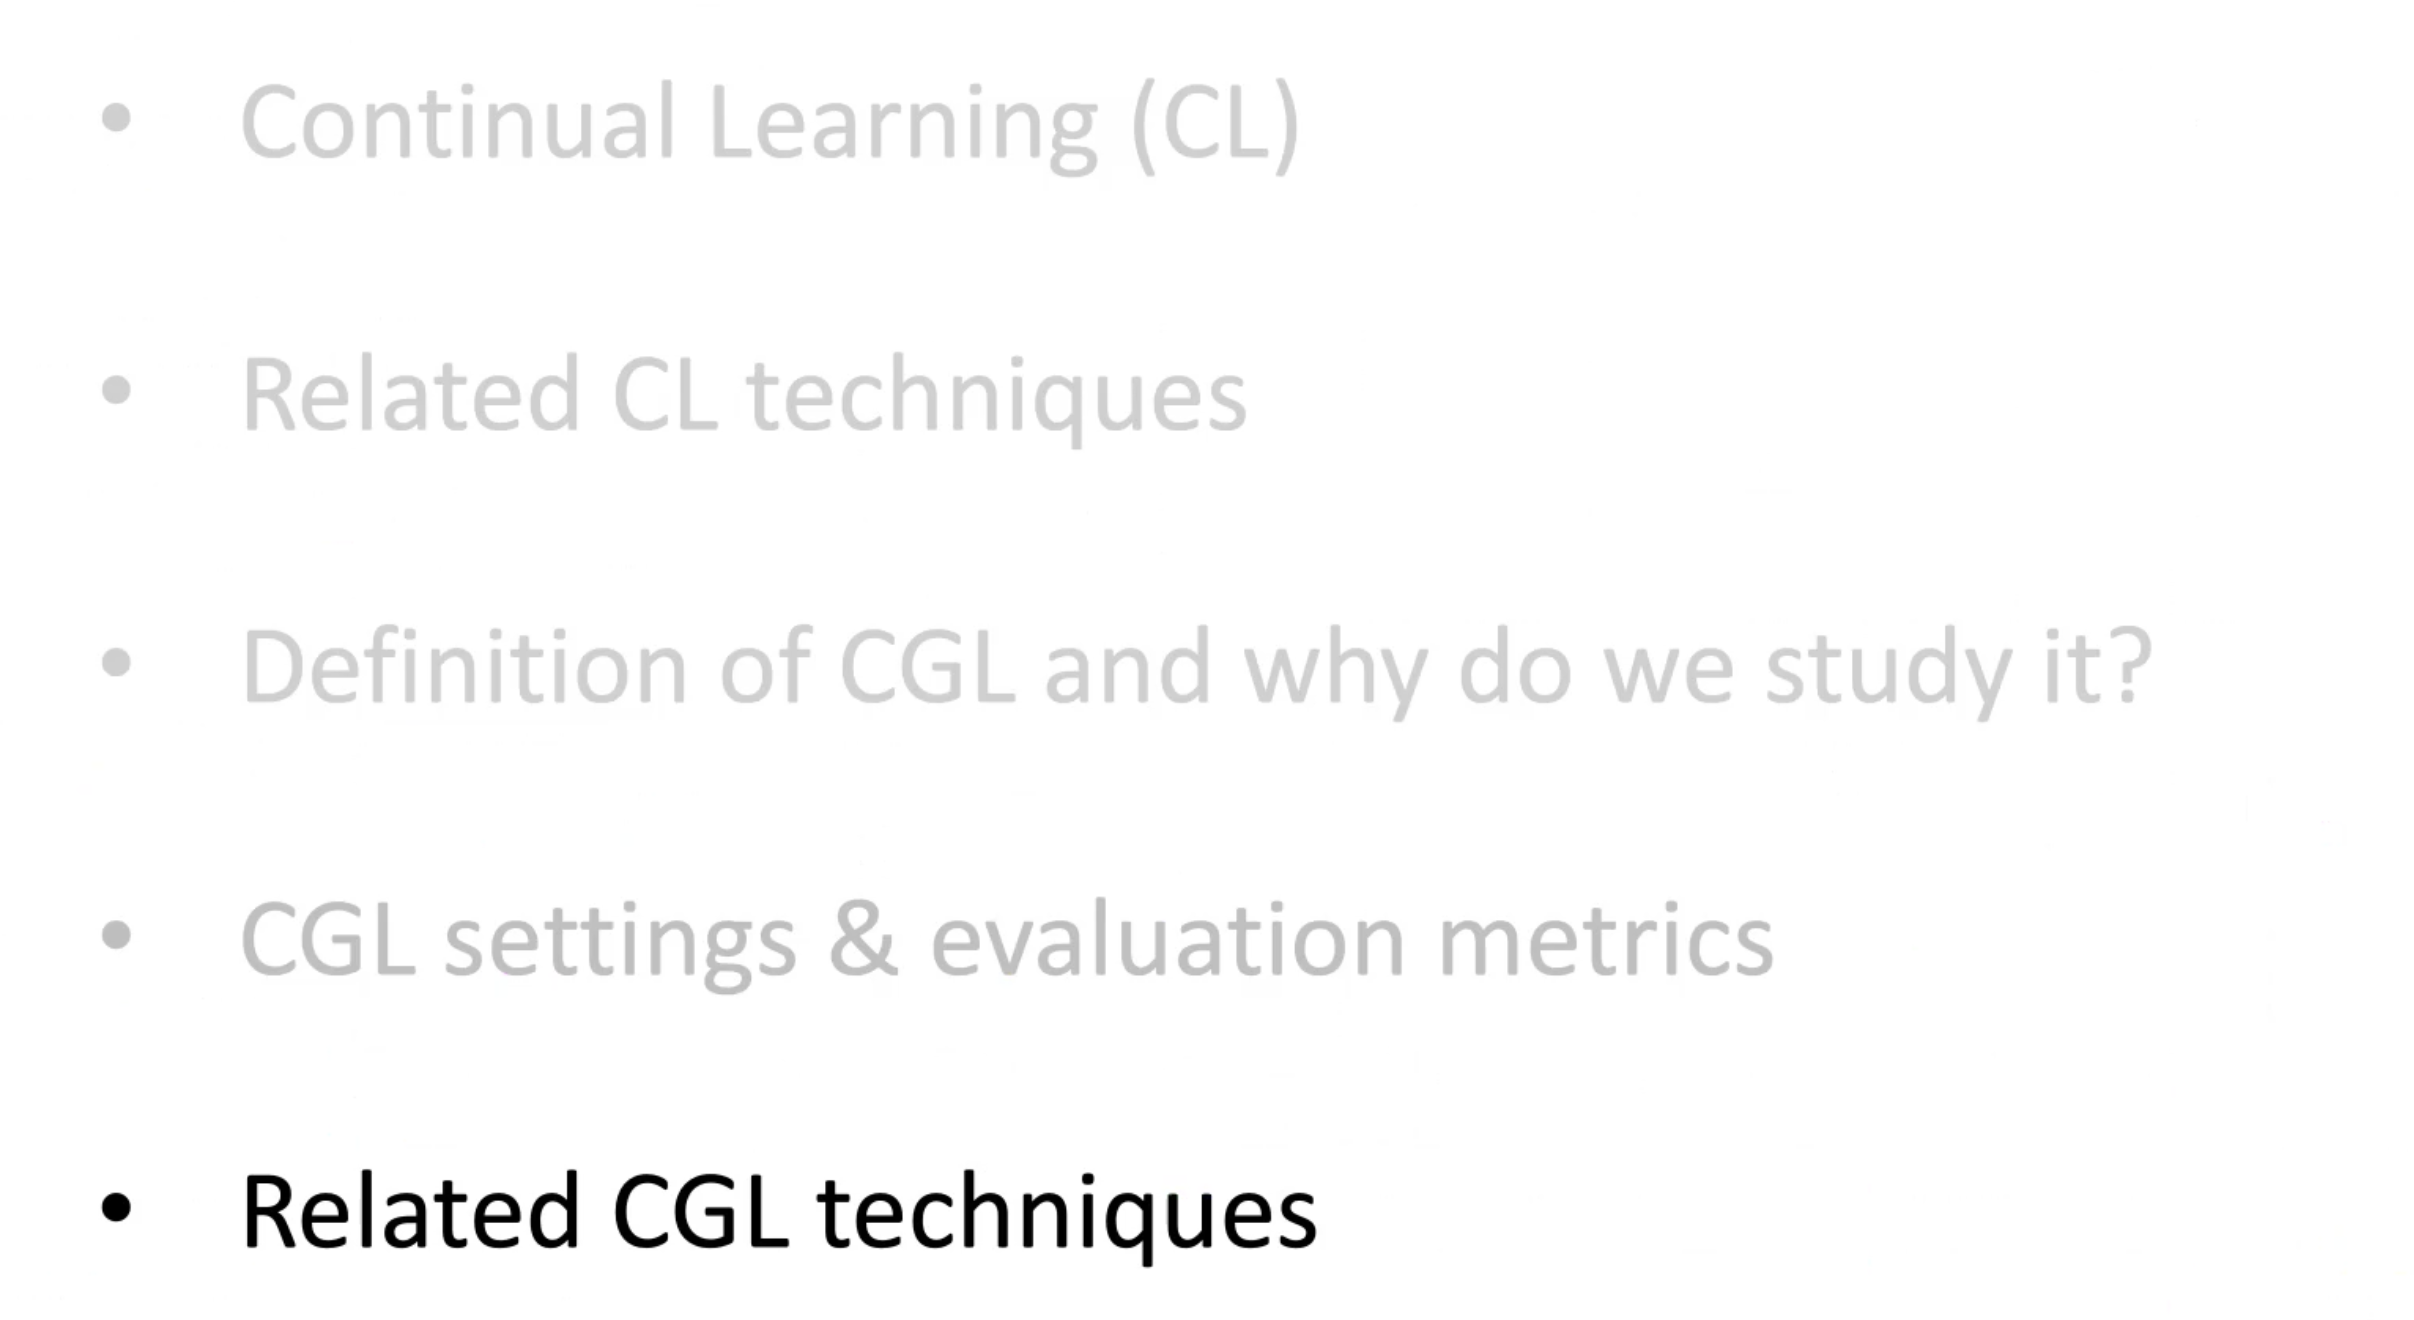 • Continual Learning (CL)
• Related CL techniques
• Definition of CGL and why do we study it?
• CGL settings & evaluation metrics
• Related CGL techniques